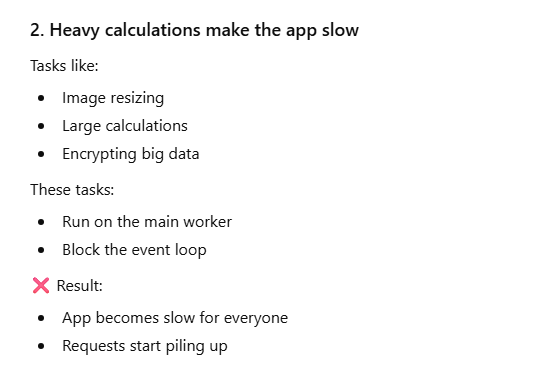 2. Heavy calculations make the app slow
Tasks like:
• Image resizing
• Large calculations
• Encrypting big data
These tasks:
• Run on the main worker
• Block the event loop
❌ Result:
• App becomes slow for everyone
• Requests start piling up